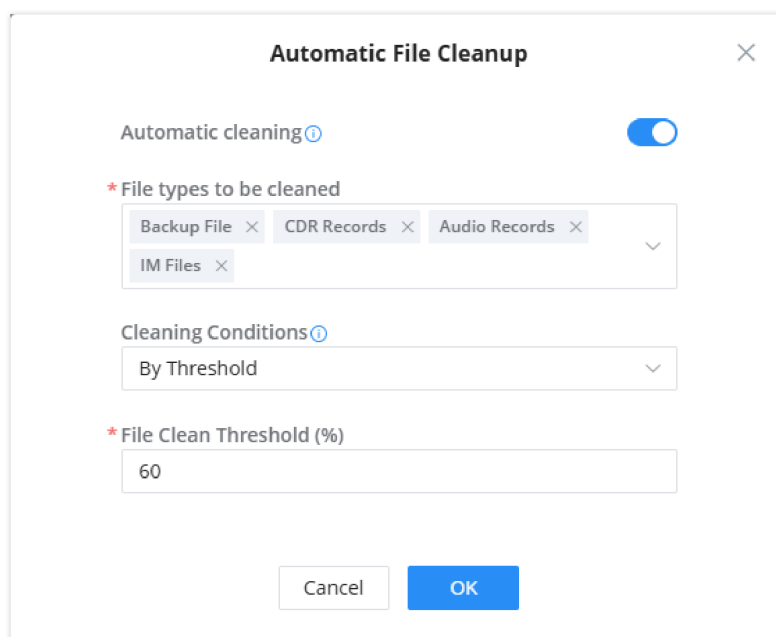 Automatic File Cleanup
Automatic cleaning
* File types to be cleaned
Backup File × CDR Records × Audio Records ×
IM Files ×
Cleaning Conditions
By Threshold
* File Clean Threshold (%)
60
Cancel OK